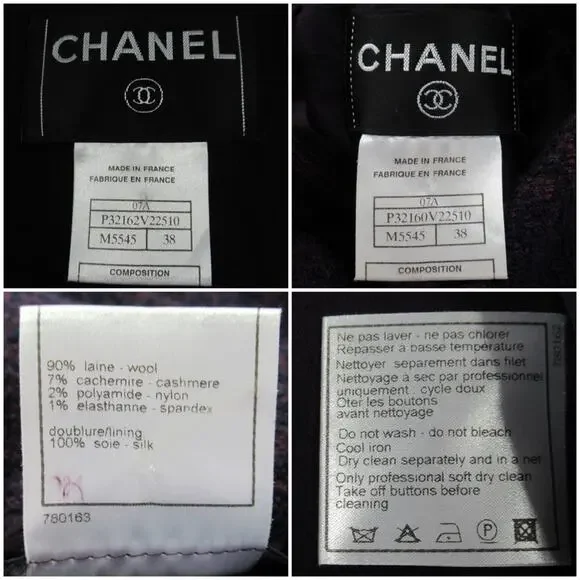 CHANEL
MADE IN FRANCE
FABRIQUE EN FRANCE
07A
P32162V22510
M5545 38
COMPOSITION
CHANEL
MADE IN FRANCE
FABRIQUE EN FRANCE
07A
P32160V22510
M5545 38
COMPOSITION
90% laine - wool
7% cachemire - cashmere
2% polyamide - nylon
1% elasthanne - spandex
doublure/lining
100% soie - silk
780163
Ne pas laver - ne pas chlorer
Repasser a basse température
Nettoyer separement dans filet
Nettoyage a sec par professionnel
uniquement cycle doux
Oter les boutons
avant nettoyage
Do not wash - do not bleach
Cool iron
Dry clean separately and in a net
Only professional soft dry clean
Take off buttons before
cleaning
P